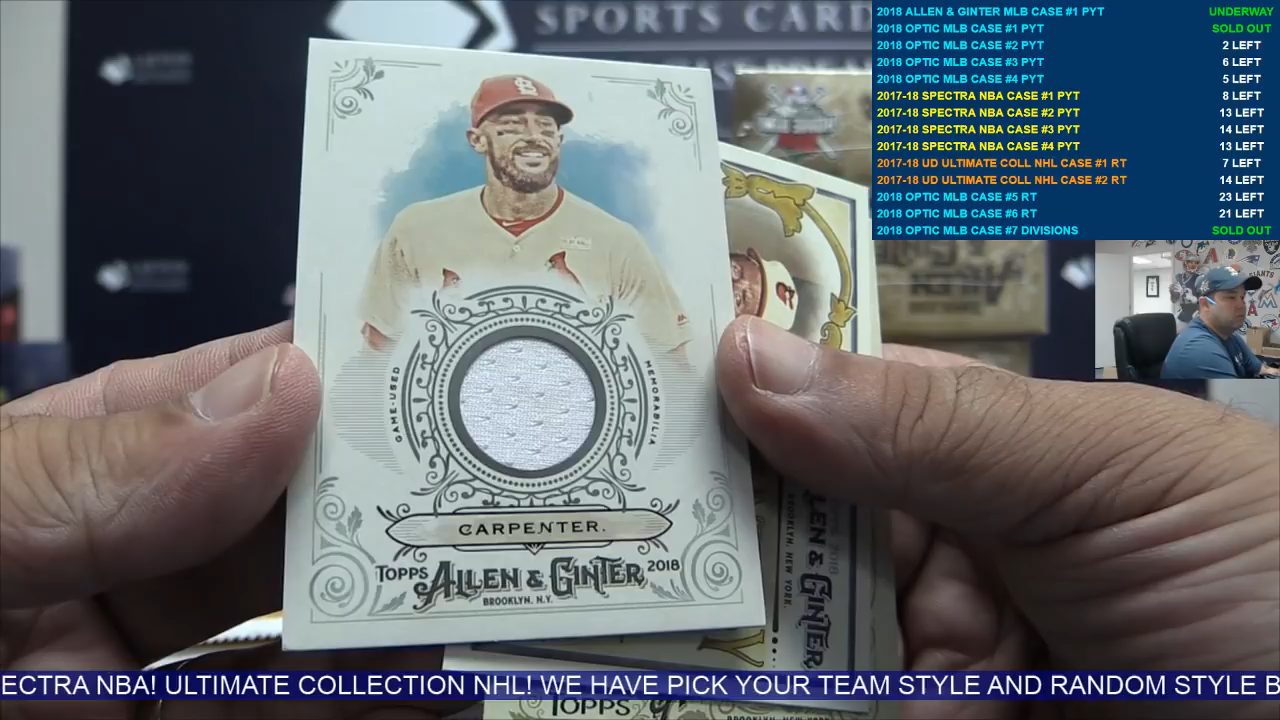 SPORTS CARD
2018 ALLEN & GINTER MLB CASE #1 PYT UNDERWAY
2018 OPTIC MLB CASE #1 PYT SOLD OUT
2018 OPTIC MLB CASE #2 PYT 2 LEFT
2018 OPTIC MLB CASE #3 PYT 6 LEFT
2018 OPTIC MLB CASE #4 PYT 5 LEFT
2017-18 SPECTRA NBA CASE #1 PYT 8 LEFT
2017-18 SPECTRA NBA CASE #2 PYT 13 LEFT
2017-18 SPECTRA NBA CASE #3 PYT 14 LEFT
2017-18 SPECTRA NBA CASE #4 PYT 13 LEFT
2017-18 UD ULTIMATE COLL NHL CASE #1 RT 7 LEFT
2017-18 UD ULTIMATE COLL NHL CASE #2 RT 14 LEFT
2018 OPTIC MLB CASE #5 RT 23 LEFT
2018 OPTIC MLB CASE #6 RT 21 LEFT
2018 OPTIC MLB CASE #7 DIVISIONS SOLD OUT
GIANTS
GAME-USED
MEMORABILIA
CARPENTER.
TOPPS ALLEN & GINTER 2018
BROOKLYN, N.Y.
TOPPS 2018
ALLEN & GINTER
BROOKLYN, NEW YORK.
ECTRA NBA! ULTIMATE COLLECTION NHL! WE HAVE PICK YOUR TEAM STYLE AND RANDOM STYLE B
TOPPS
BROOKLYN, NEW YORK